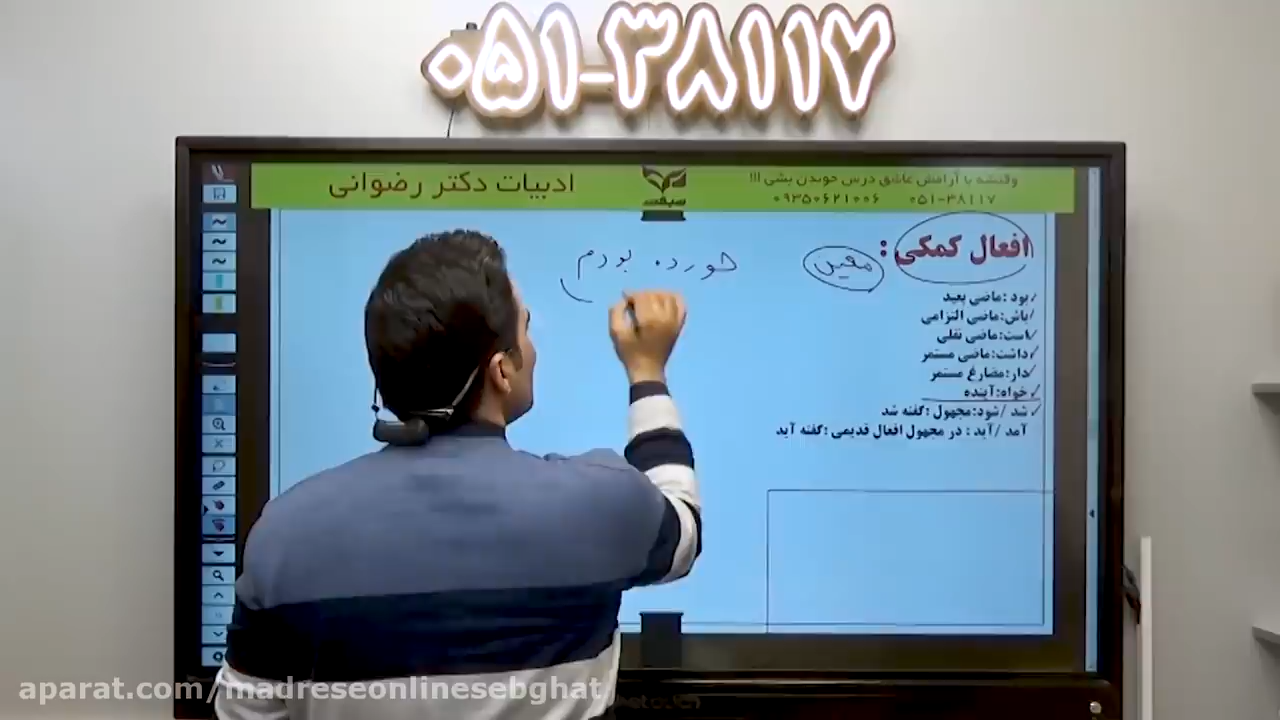 ۰۵۱-۳۸۱۱۷
وقتشه با آرامش عاشق درس خوندن بشی !!!
۰۵۱-۳۸۱۱۷ ۰۹۳۵۰۶۲۱۰۰۶
سبقت
ادبیات دکتر رضوانی
افعال کمکی :
معین
خورده بودم
بود :ماضی بعید
باش:ماضی التزامی
است:ماضی نقلی
داشت:ماضی مستمر
دار:مضارع مستمر
خواه:آینده
شد /شود:مجهول :گفته شد
آمد /آید : در مجهول افعال قدیمی :گفته آید
aparat.com/madreseonlinesebghat